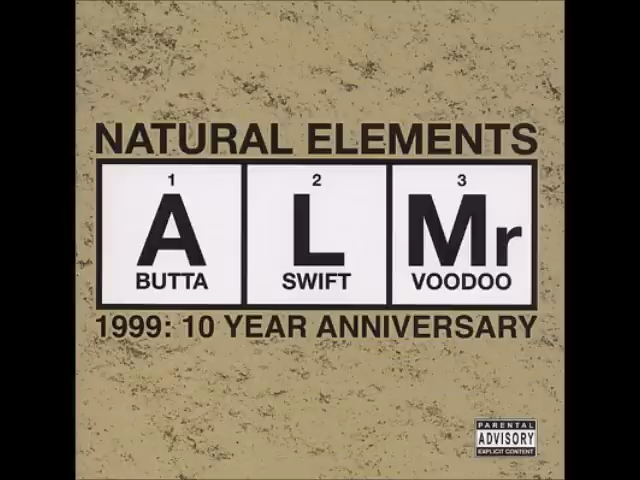 NATURAL ELEMENTS
1 2 3
A L Mr
BUTTA SWIFT VOODOO
1999: 10 YEAR ANNIVERSARY
PARENTAL
ADVISORY
EXPLICIT CONTENT